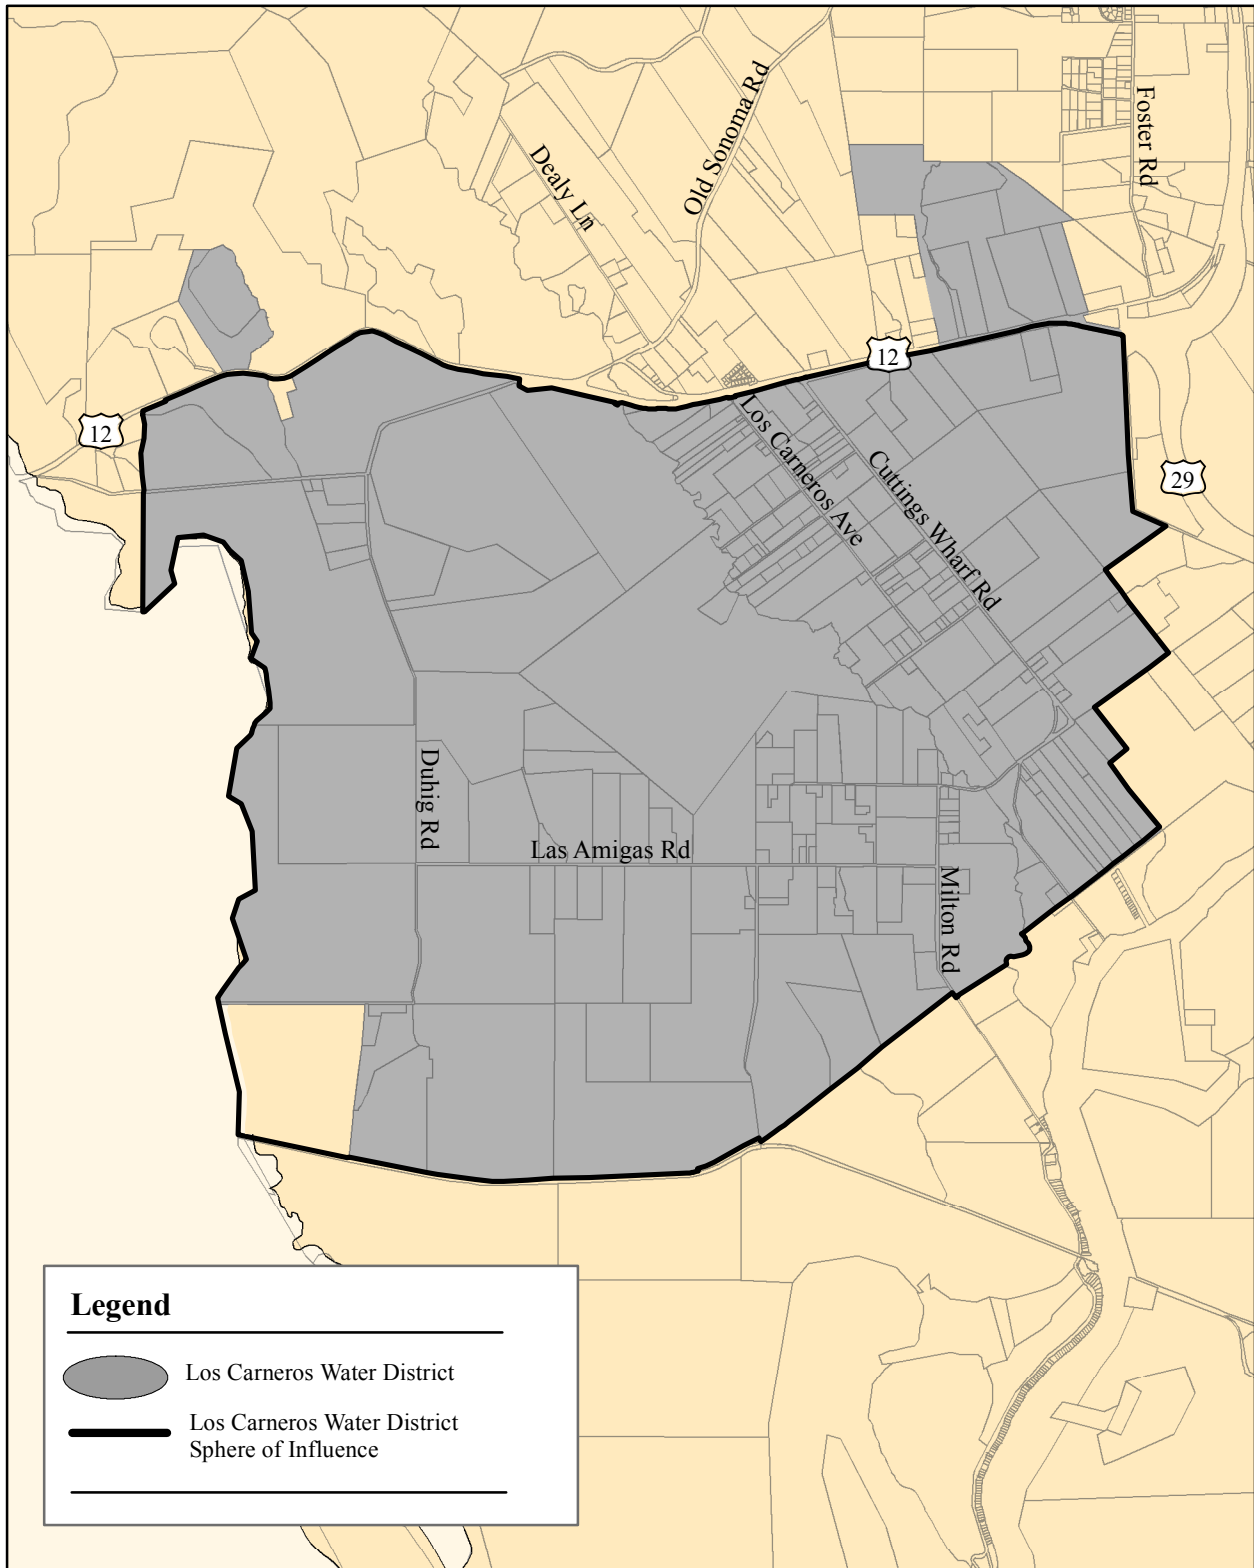 Foster Rd
Old Sonoma Rd
Dealy Ln
12
12
Los Carneros Ave
Cuttings Wharf Rd
29
Duhig Rd
Las Amigas Rd
Milton Rd
Legend
Los Carneros Water District
Los Carneros Water District
Sphere of Influence